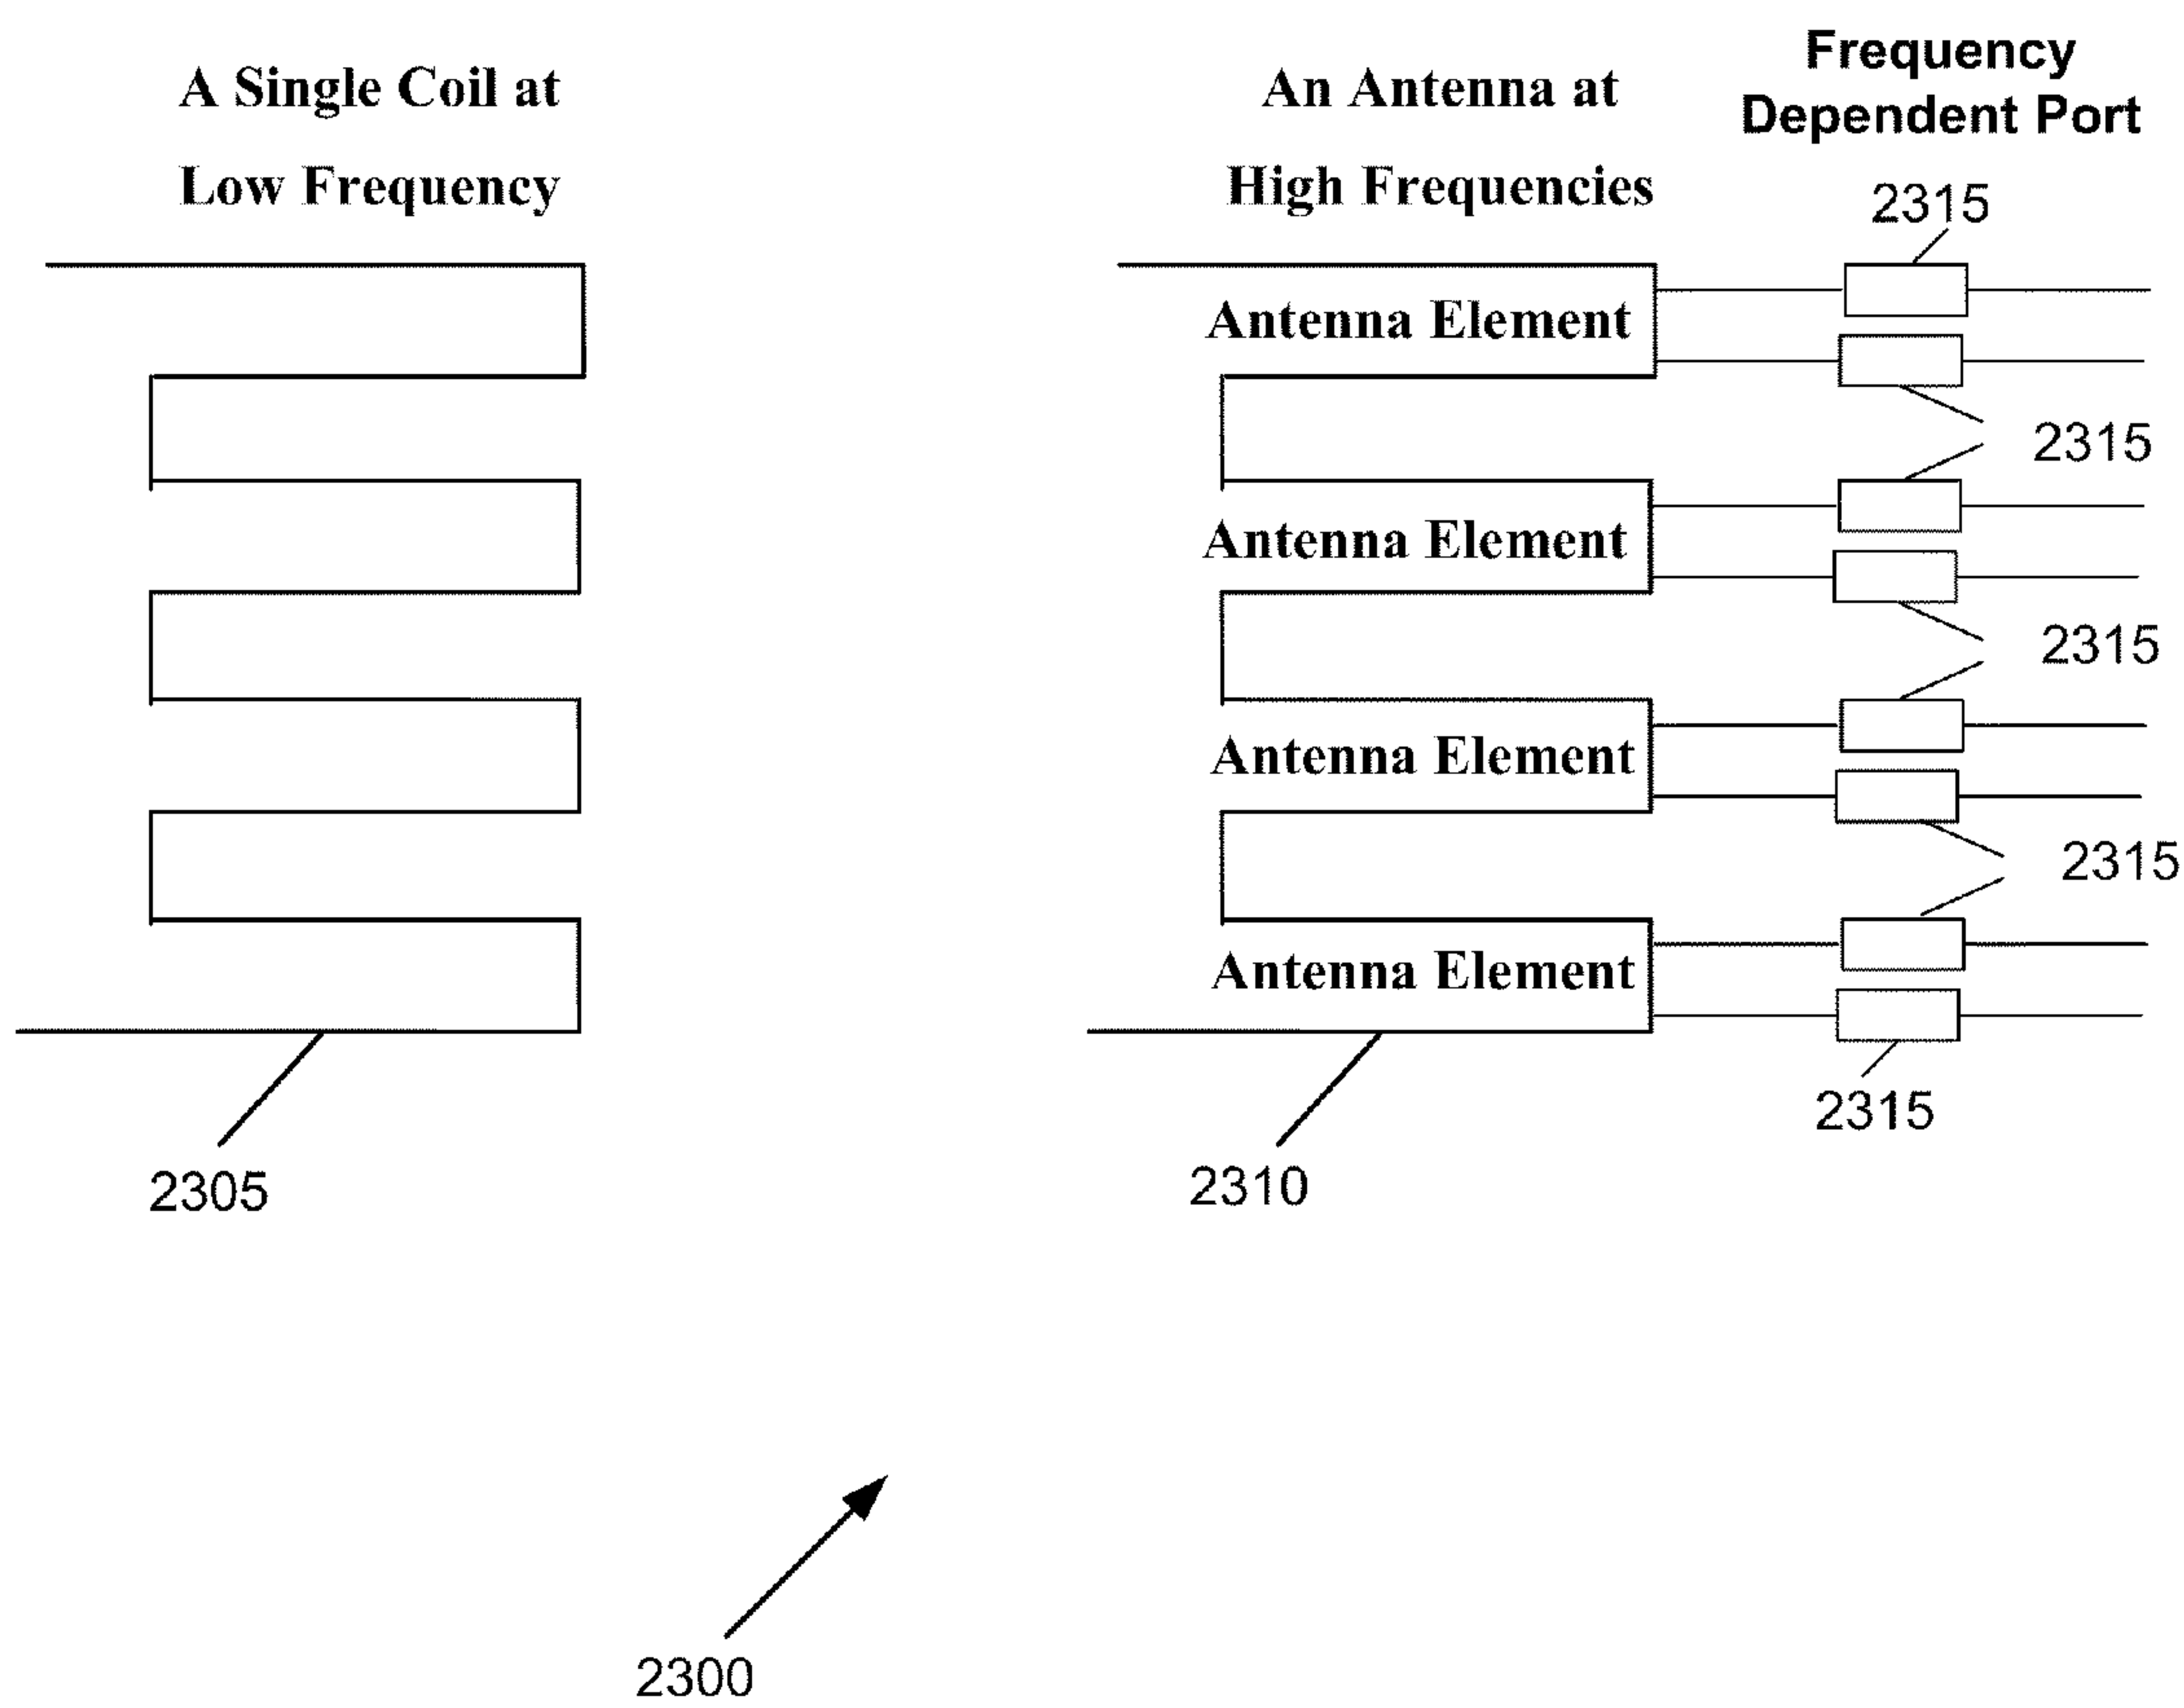 A Single Coil at
Low Frequency
An Antenna at
High Frequencies
Frequency
Dependent Port
2315
Antenna Element
2315
Antenna Element
2315
Antenna Element
2315
Antenna Element
2315
2305
2310
2300